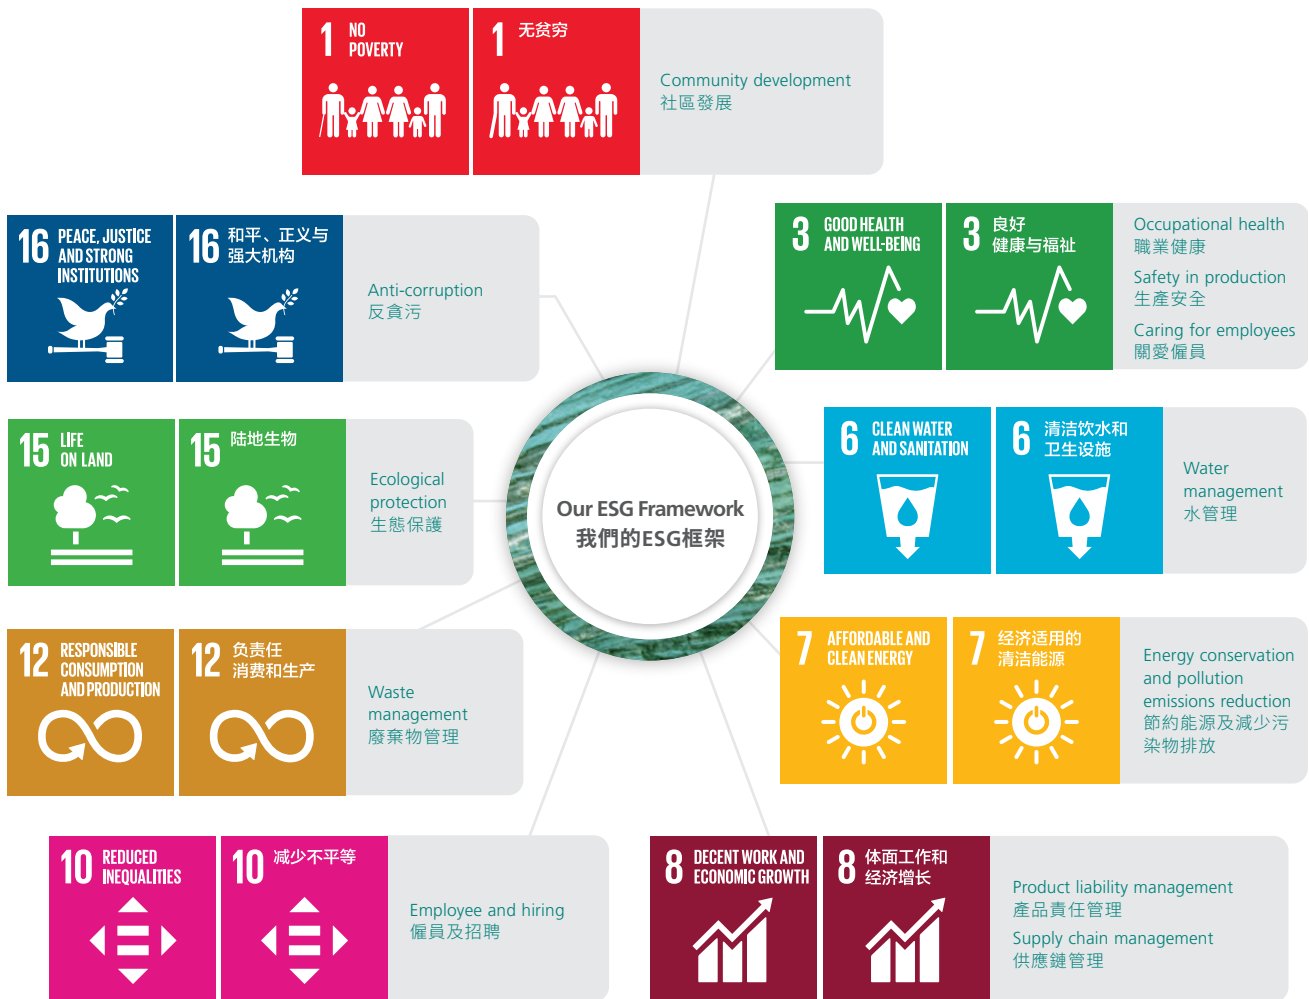 1 NO
POVERTY
1 无贫穷
Community development
社區發展
16 PEACE, JUSTICE
AND STRONG
INSTITUTIONS
16 和平、正义与
强大机构
Anti-corruption
反貪污
3 GOOD HEALTH
AND WELL-BEING
3 良好
健康与福祉
Occupational health
職業健康
Safety in production
生產安全
Caring for employees
關愛僱員
15 LIFE
ON LAND
15 陆地生物
Ecological
protection
生態保護
Our ESG Framework
我們的ESG框架
6 CLEAN WATER
AND SANITATION
6 清洁饮水和
卫生设施
Water
management
水管理
12 RESPONSIBLE
CONSUMPTION
AND PRODUCTION
12 负责任
消费和生产
Waste
management
廢棄物管理
7 AFFORDABLE AND
CLEAN ENERGY
7 经济适用的
清洁能源
Energy conservation
and pollution
emissions reduction
節約能源及減少污
染物排放
10 REDUCED
INEQUALITIES
10 减少不平等
Employee and hiring
僱員及招聘
8 DECENT WORK AND
ECONOMIC GROWTH
8 体面工作和
经济增长
Product liability management
產品責任管理
Supply chain management
供應鏈管理